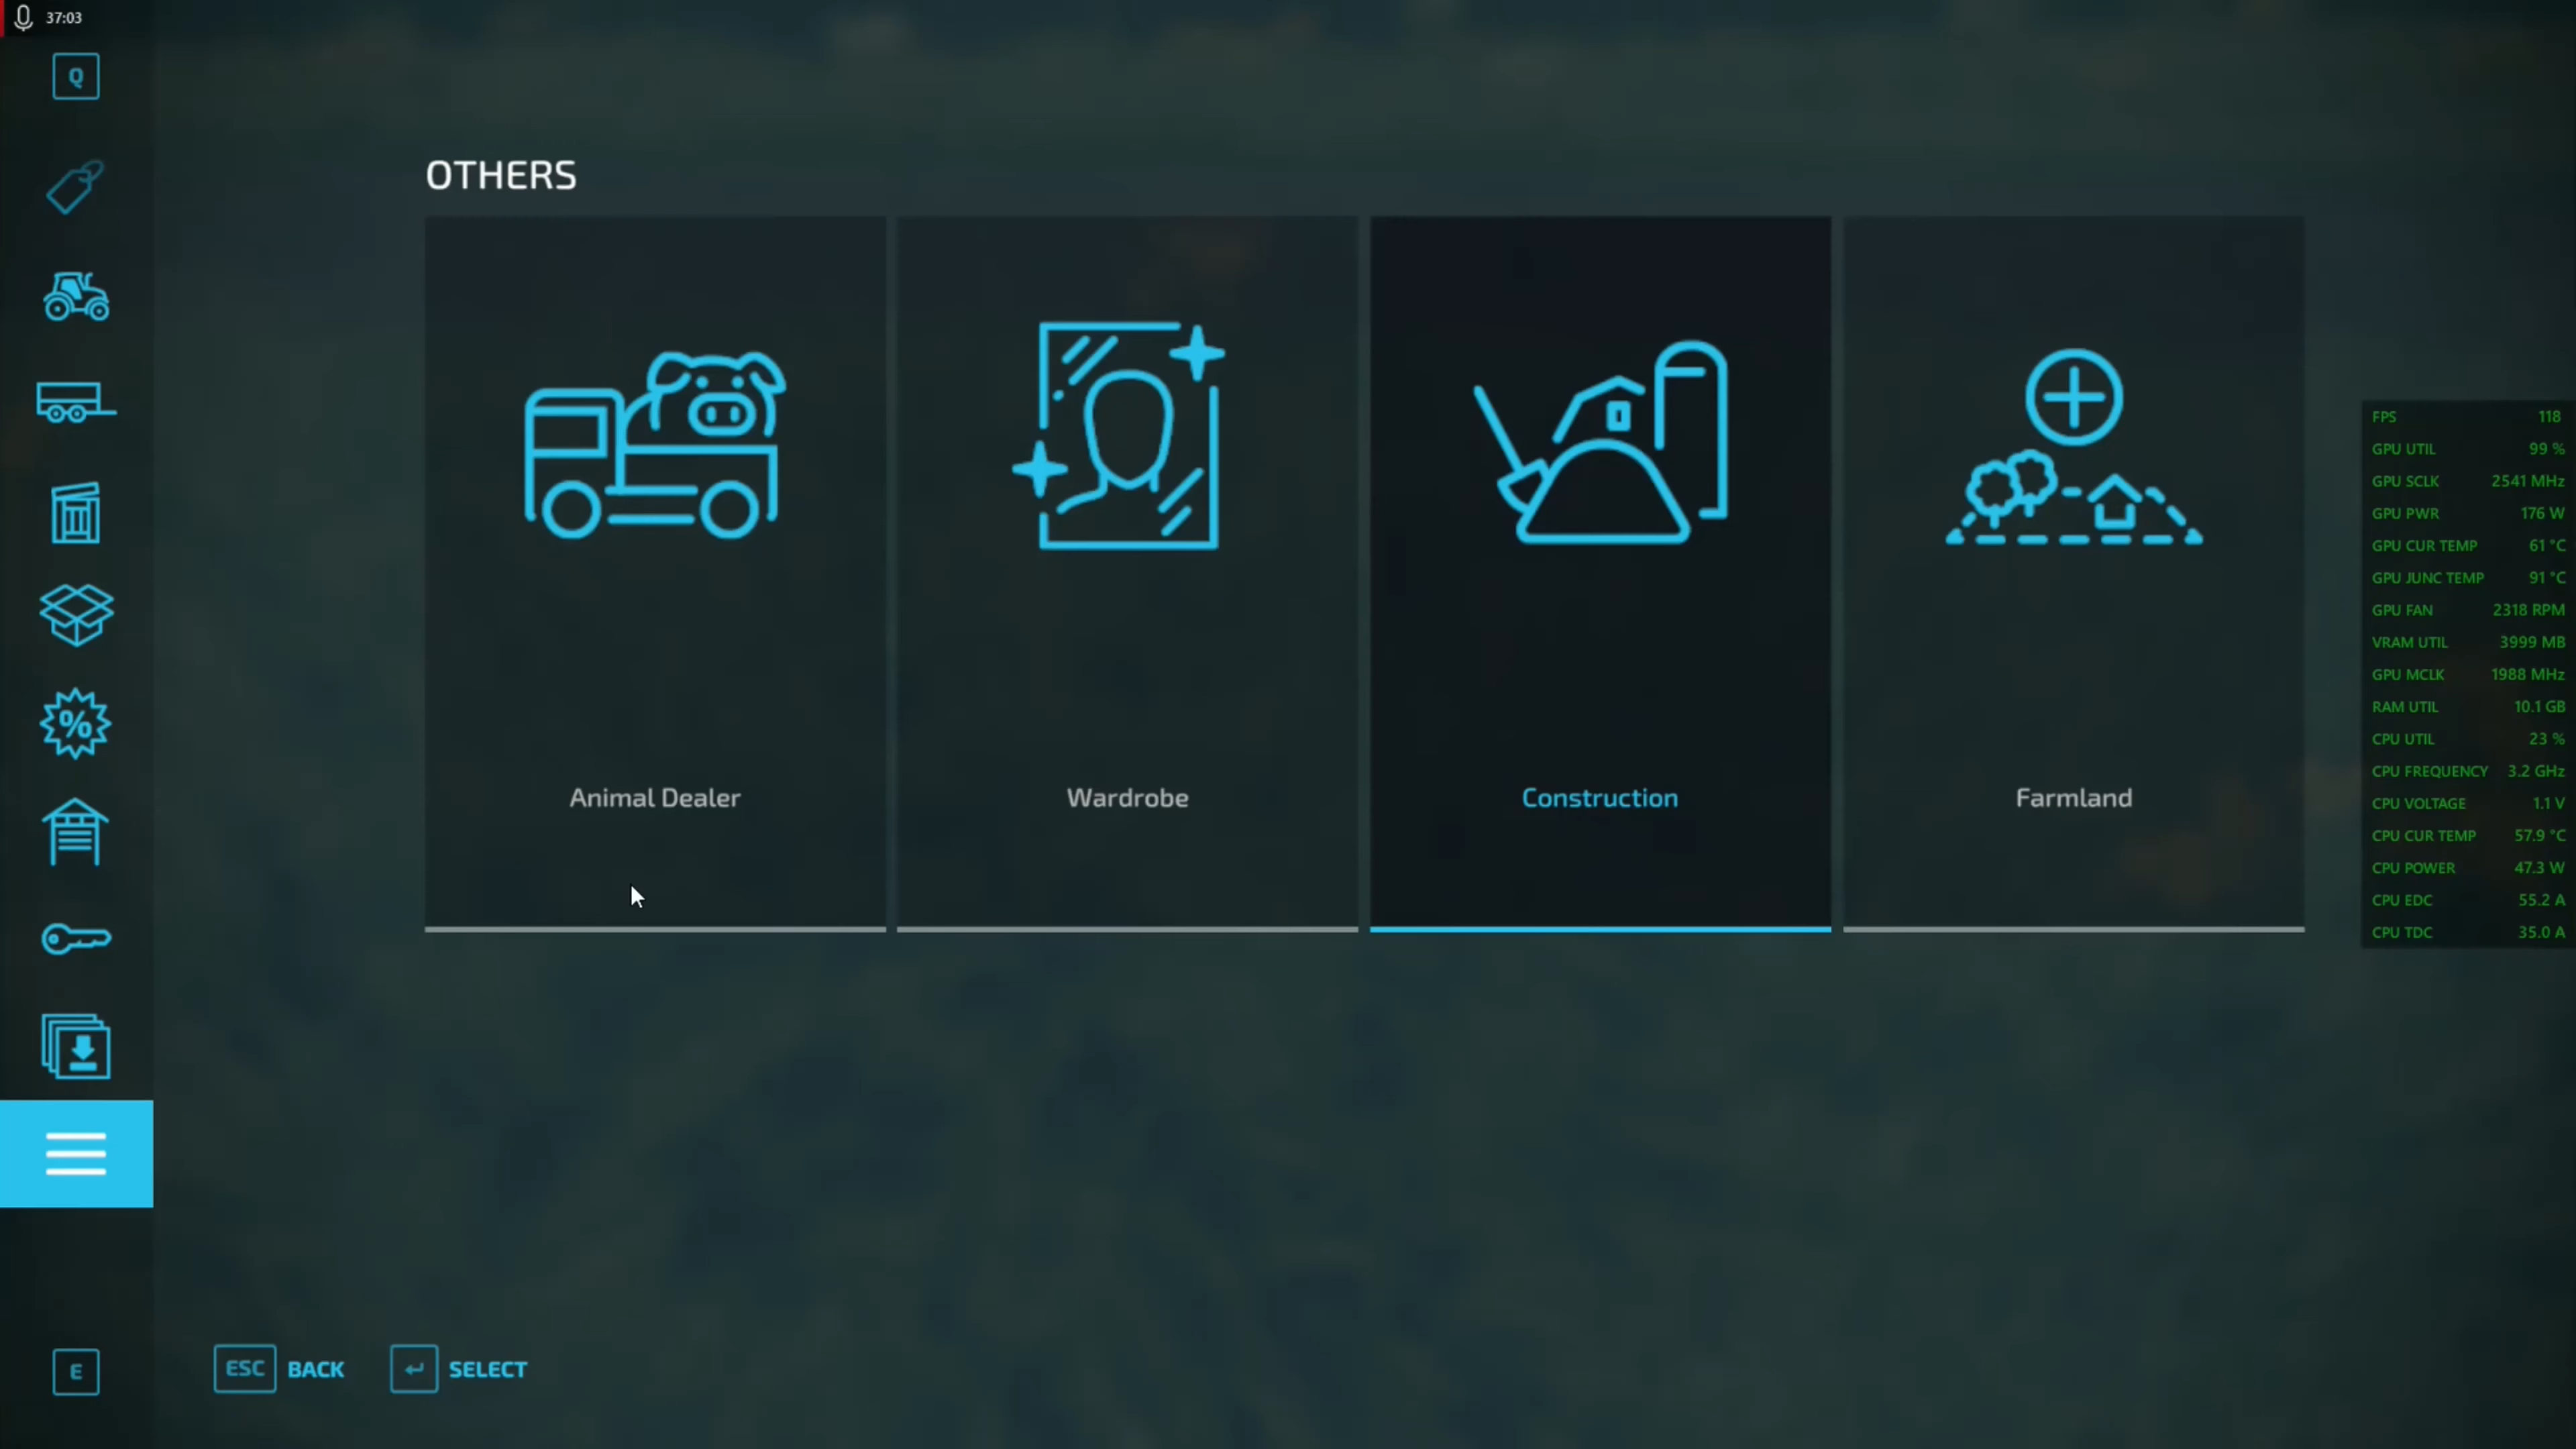 37:03
Q
OTHERS
Animal Dealer
Wardrobe
Construction
Farmland
FPS 118
GPU UTIL 99 %
GPU SCLK 2541 MHz
GPU PWR 176 W
GPU CUR TEMP 61 °C
GPU JUNC TEMP 91 °C
GPU FAN 2318 RPM
VRAM UTIL 3999 MB
GPU MCLK 1988 MHz
RAM UTIL 10.1 GB
CPU UTIL 23 %
CPU FREQUENCY 3.2 GHz
CPU VOLTAGE 1.1 V
CPU CUR TEMP 57.9 °C
CPU POWER 47.3 W
CPU EDC 55.2 A
CPU TDC 35.0 A
%
E
ESC BACK SELECT